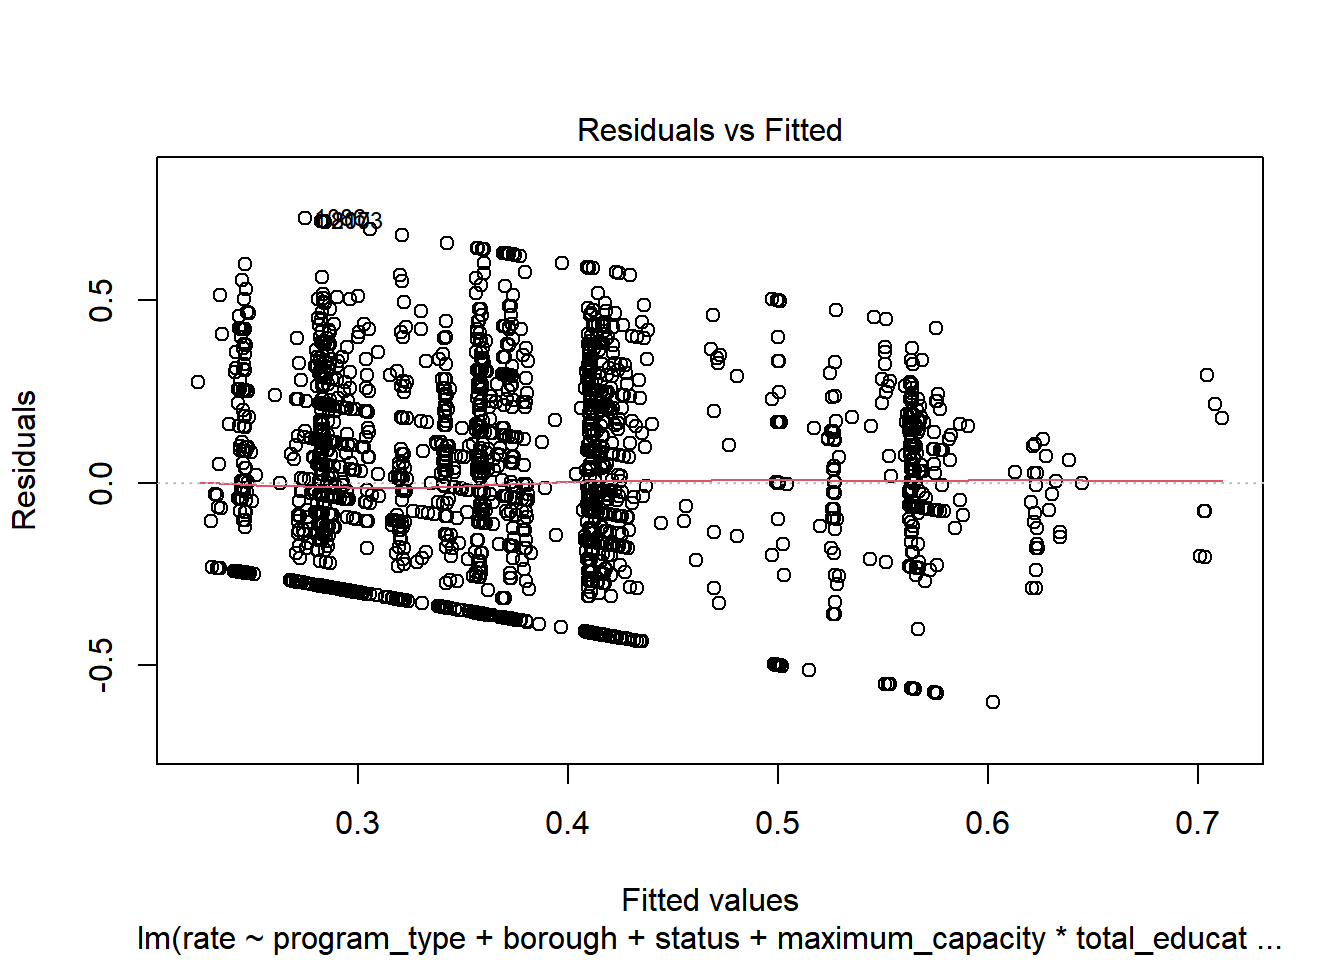 Residuals vs Fitted
Residuals
0.5
0.0
-0.5
0.3
0.4
0.5
0.6
0.7
Fitted values
lm(rate ~ program_type + borough + status + maximum_capacity * total_educat ...